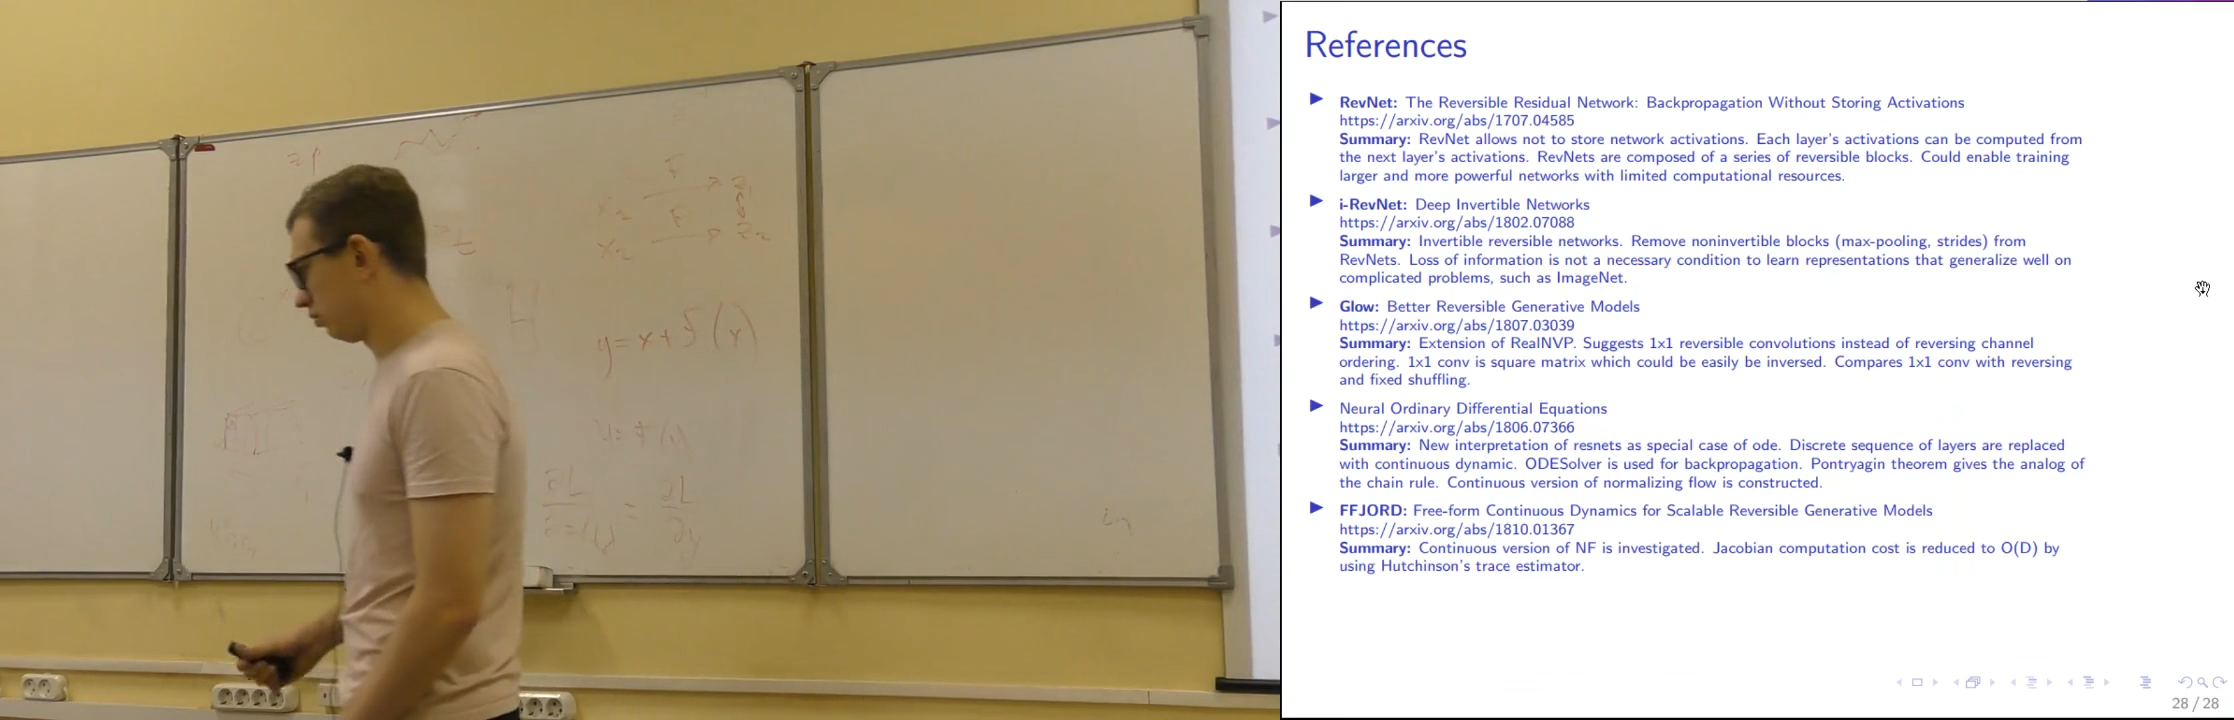 y = x + F(x)
∂L
∂L
=
∂y
References
▶ RevNet: The Reversible Residual Network: Backpropagation Without Storing Activations
https://arxiv.org/abs/1707.04585
Summary: RevNet allows not to store network activations. Each layer's activations can be computed from
the next layer's activations. RevNets are composed of a series of reversible blocks. Could enable training
larger and more powerful networks with limited computational resources.
▶ i-RevNet: Deep Invertible Networks
https://arxiv.org/abs/1802.07088
Summary: Invertible reversible networks. Remove noninvertible blocks (max-pooling, strides) from
RevNets. Loss of information is not a necessary condition to learn representations that generalize well on
complicated problems, such as ImageNet.
▶ Glow: Better Reversible Generative Models
https://arxiv.org/abs/1807.03039
Summary: Extension of RealNVP. Suggests 1x1 reversible convolutions instead of reversing channel
ordering. 1x1 conv is square matrix which could be easily be inversed. Compares 1x1 conv with reversing
and fixed shuffling.
▶ Neural Ordinary Differential Equations
https://arxiv.org/abs/1806.07366
Summary: New interpretation of resnets as special case of ode. Discrete sequence of layers are replaced
with continuous dynamic. ODESolver is used for backpropagation. Pontryagin theorem gives the analog of
the chain rule. Continuous version of normalizing flow is constructed.
▶ FFJORD: Free-form Continuous Dynamics for Scalable Reversible Generative Models
https://arxiv.org/abs/1810.01367
Summary: Continuous version of NF is investigated. Jacobian computation cost is reduced to O(D) by
using Hutchinson's trace estimator.
28 / 28